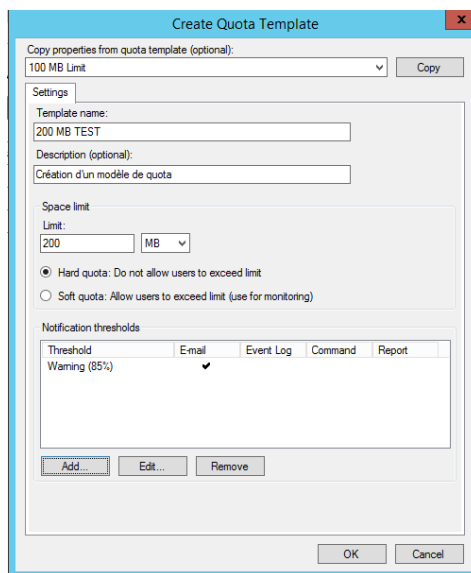 Create Quota Template
x
Copy properties from quota template (optional):
100 MB Limit
Copy
Settings
Template name:
200 MB TEST
Description (optional):
Création d'un modèle de quota
Space limit
Limit:
200 MB
Hard quota: Do not allow users to exceed limit
Soft quota: Allow users to exceed limit (use for monitoring)
Notification thresholds
Threshold E-mail Event Log Command Report
Warning (85%)
Add... Edit... Remove
OK Cancel